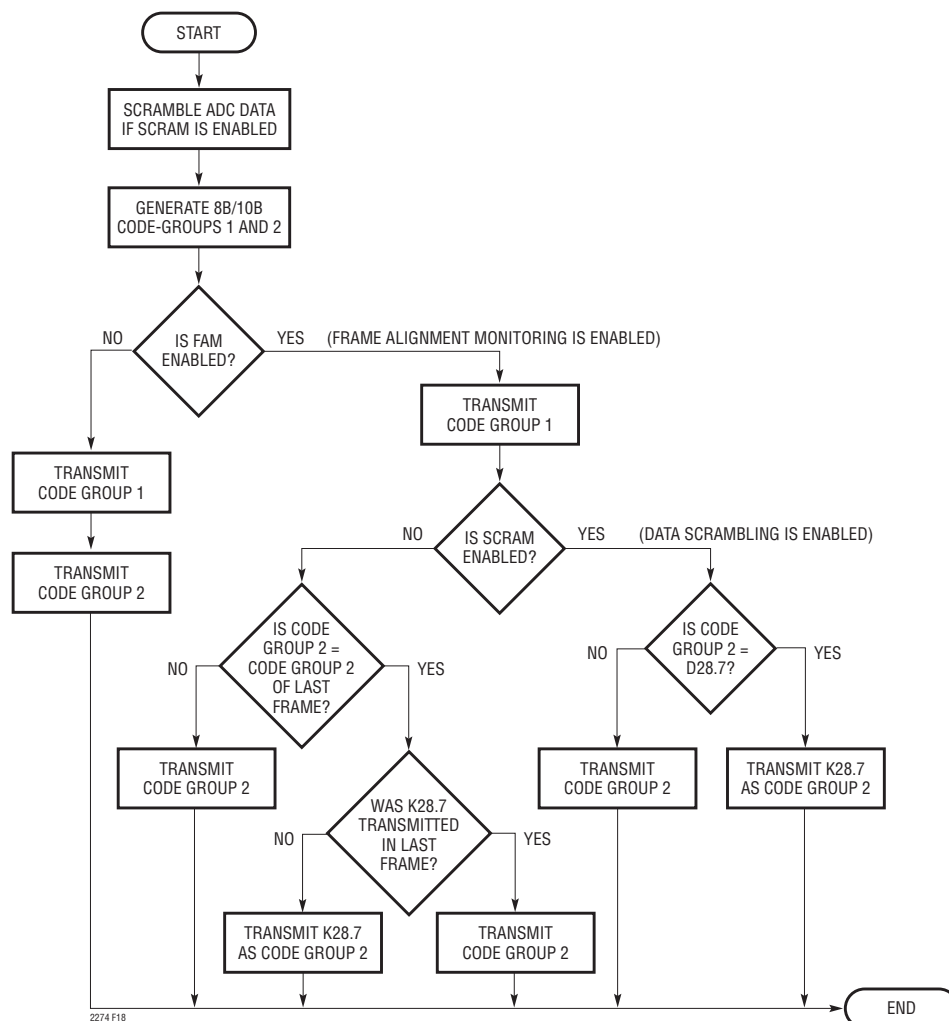 START
SCRAMBLE ADC DATA
IF SCRAM IS ENABLED
GENERATE 8B/10B
CODE-GROUPS 1 AND 2
NO
IS FAM
ENABLED?
YES
(FRAME ALIGNMENT MONITORING IS ENABLED)
TRANSMIT
CODE GROUP 1
TRANSMIT
CODE GROUP 1
TRANSMIT
CODE GROUP 2
NO
IS SCRAM
ENABLED?
YES
(DATA SCRAMBLING IS ENABLED)
NO
IS CODE
GROUP 2 =
CODE GROUP 2
OF LAST
FRAME?
YES
NO
IS CODE
GROUP 2 =
D28.7?
YES
TRANSMIT
CODE GROUP 2
NO
WAS K28.7
TRANSMITTED
IN LAST
FRAME?
YES
TRANSMIT
CODE GROUP 2
TRANSMIT K28.7
AS CODE GROUP 2
TRANSMIT K28.7
AS CODE GROUP 2
TRANSMIT
CODE GROUP 2
END
2274 F18